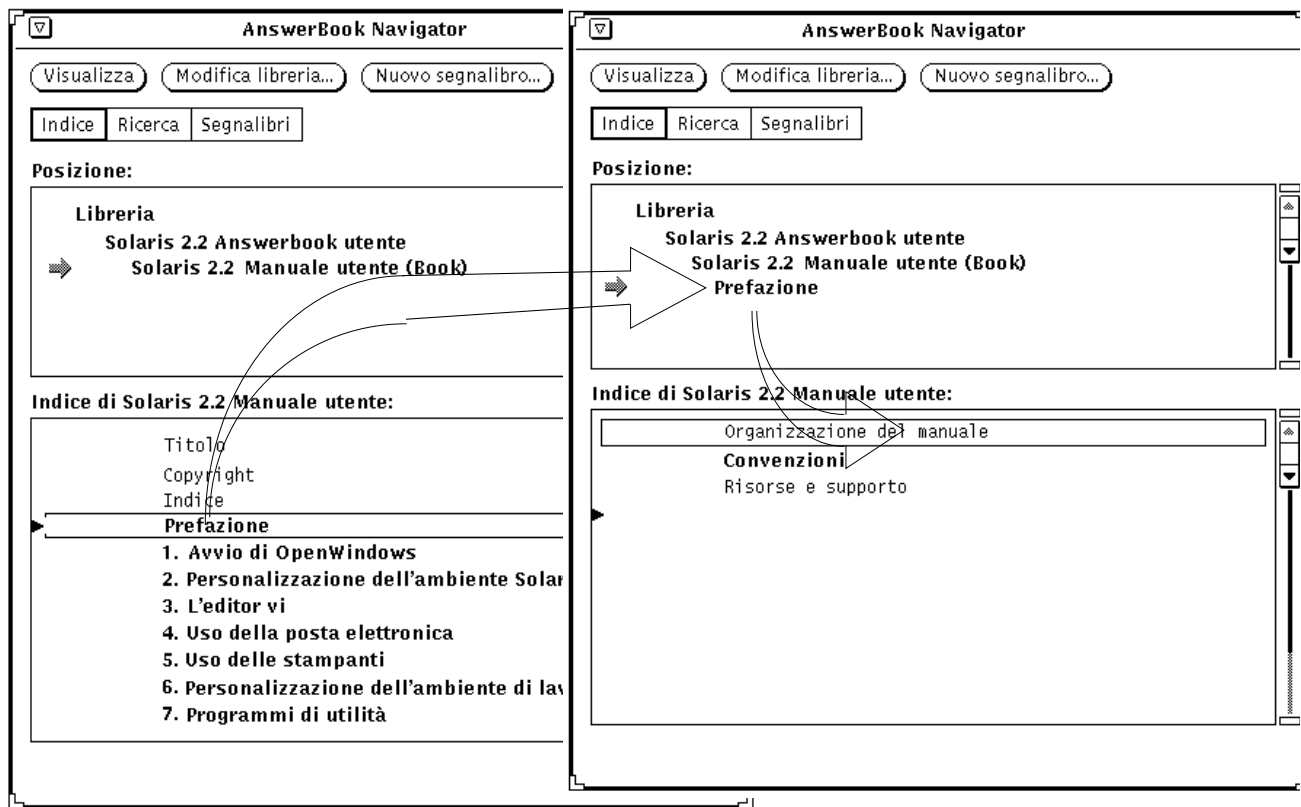 AnswerBook Navigator
Visualizza Modifica libreria... Nuovo segnalibro...
Indice Ricerca Segnalibri
Posizione:
Libreria
Solaris 2.2 Answerbook utente
Solaris 2.2 Manuale utente (Book)
Indice di Solaris 2.2 Manuale utente:
Titolo
Copyright
Indice
Prefazione
1. Avvio di OpenWindows
2. Personalizzazione dell'ambiente Solar
3. L'editor vi
4. Uso della posta elettronica
5. Uso delle stampanti
6. Personalizzazione dell'ambiente di lav
7. Programmi di utilità
AnswerBook Navigator
Visualizza Modifica libreria... Nuovo segnalibro...
Indice Ricerca Segnalibri
Posizione:
Libreria
Solaris 2.2 Answerbook utente
Solaris 2.2 Manuale utente (Book)
Prefazione
Indice di Solaris 2.2 Manuale utente:
Organizzazione del manuale
Convenzioni
Risorse e supporto